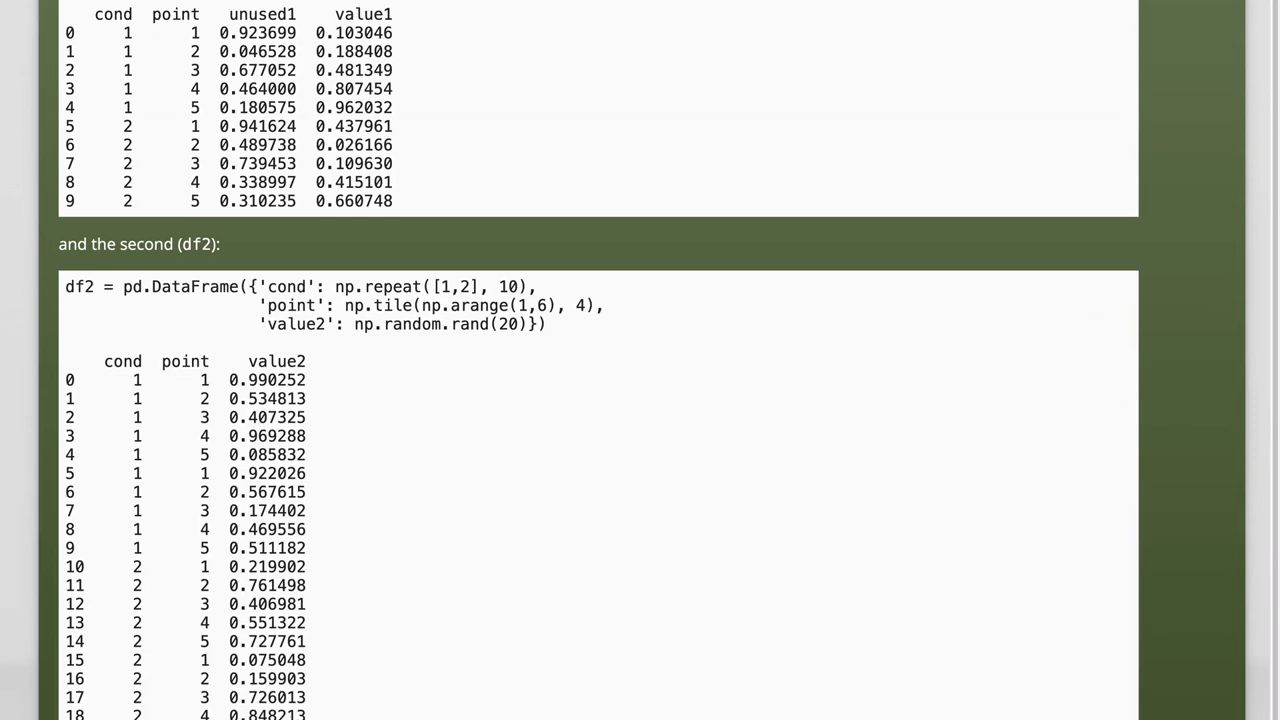 cond point unused1 value1
0 1 1 0.923699 0.103046
1 1 2 0.046528 0.188408
2 1 3 0.677052 0.481349
3 1 4 0.464000 0.807454
4 1 5 0.180575 0.962032
5 2 1 0.941624 0.437961
6 2 2 0.489738 0.026166
7 2 3 0.739453 0.109630
8 2 4 0.338997 0.415101
9 2 5 0.310235 0.660748
and the second (df2):
df2 = pd.DataFrame({'cond': np.repeat([1,2], 10),
'point': np.tile(np.arange(1,6), 4),
'value2': np.random.rand(20)})
cond point value2
0 1 1 0.990252
1 1 2 0.534813
2 1 3 0.407325
3 1 4 0.969288
4 1 5 0.085832
5 1 1 0.922026
6 1 2 0.567615
7 1 3 0.174402
8 1 4 0.469556
9 1 5 0.511182
10 2 1 0.219902
11 2 2 0.761498
12 2 3 0.406981
13 2 4 0.551322
14 2 5 0.727761
15 2 1 0.075048
16 2 2 0.159903
17 2 3 0.726013
18 2 4 0.848213